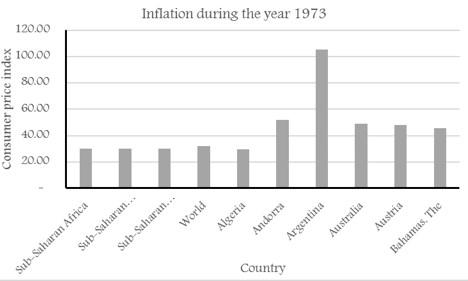 Inflation during the year 1973
Consumer price index
120.00
100.00
80.00
60.00
40.00
20.00
-
Sub-Saharan Africa
Sub-Saharan...
Sub-Saharan...
World
Algeria
Andorra
Argentina
Australia
Austria
Bahamas, The
Country